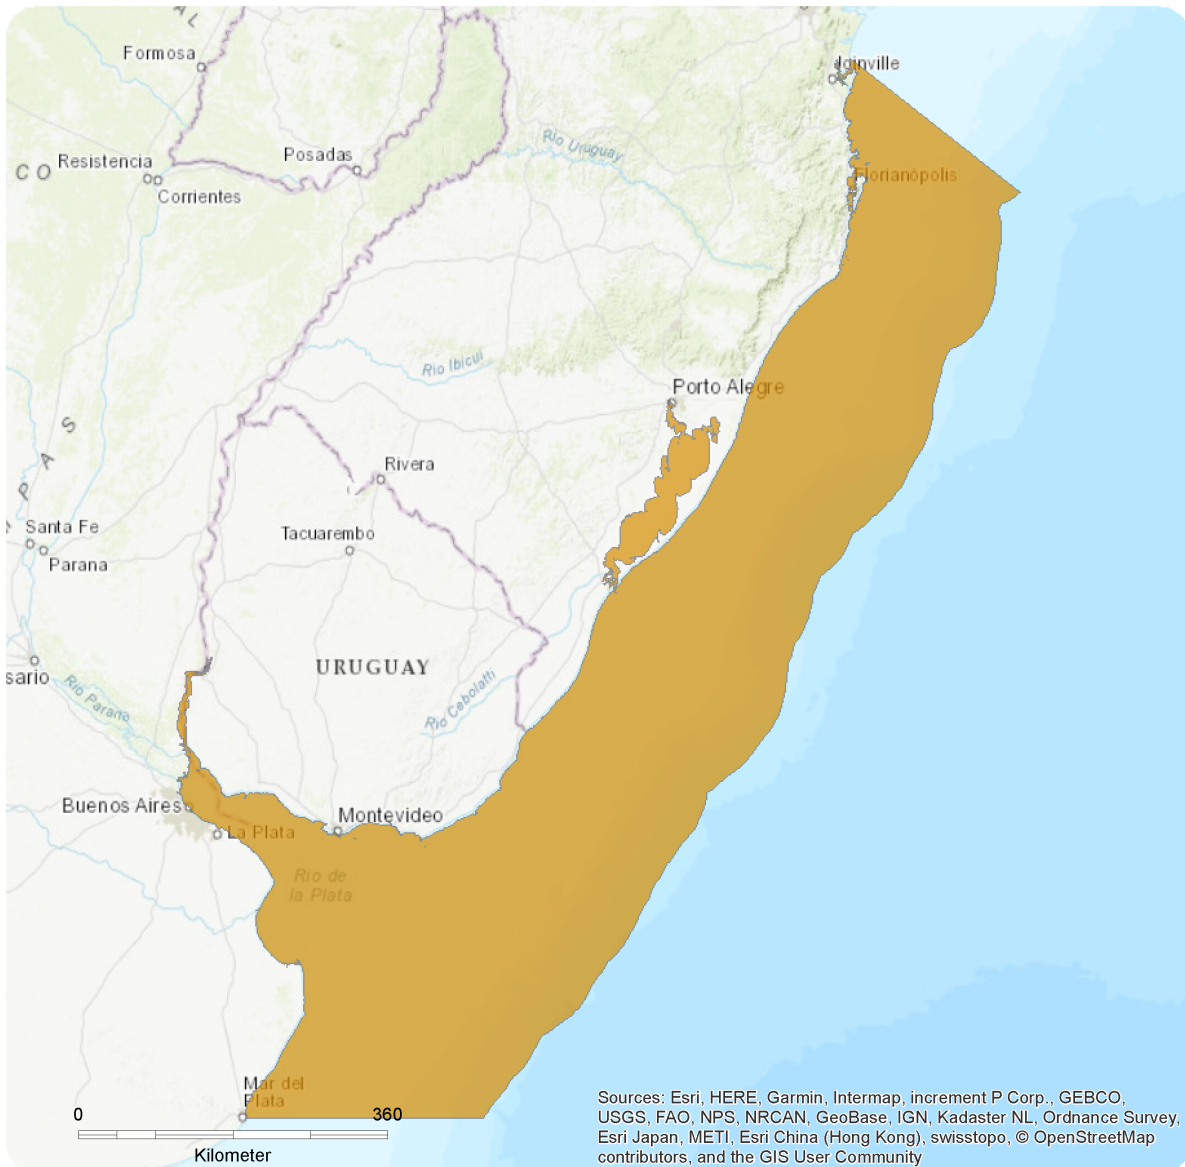 A L
Formosa
Joinville
Rio Uruguay
C O
Resistencia
Posadas
Corrientes
Florianópolis
Rio Ibicui
Porto Alegre
P A S
Rivera
Santa Fe
Tacuarembo
Parana
URUGUAY
sario
Rio Parana
Rio Cebolatti
Buenos Aires
Montevideo
La Plata
Rio de
la Plata
Mar del
Plata
0 360
Kilometer
Sources: Esri, HERE, Garmin, Intermap, increment P Corp., GEBCO,
USGS, FAO, NPS, NRCAN, GeoBase, IGN, Kadaster NL, Ordnance Survey,
Esri Japan, METI, Esri China (Hong Kong), swisstopo, © OpenStreetMap
contributors, and the GIS User Community